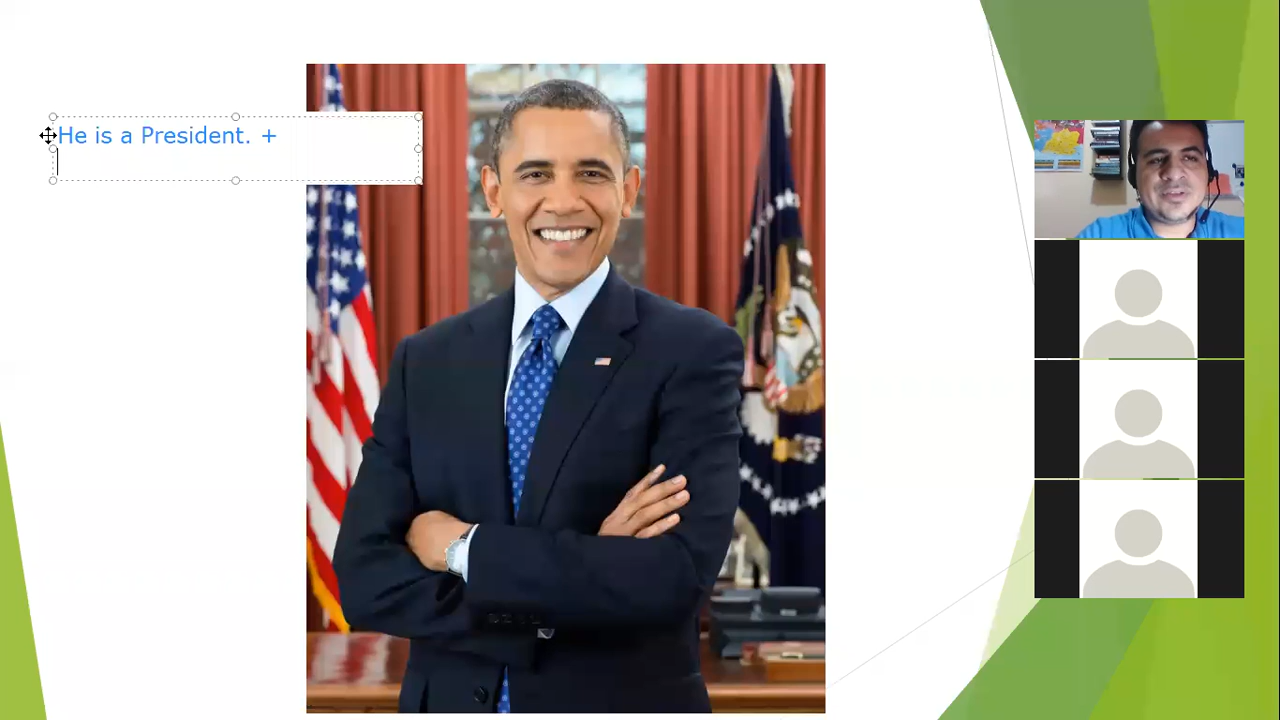 He is a President. +